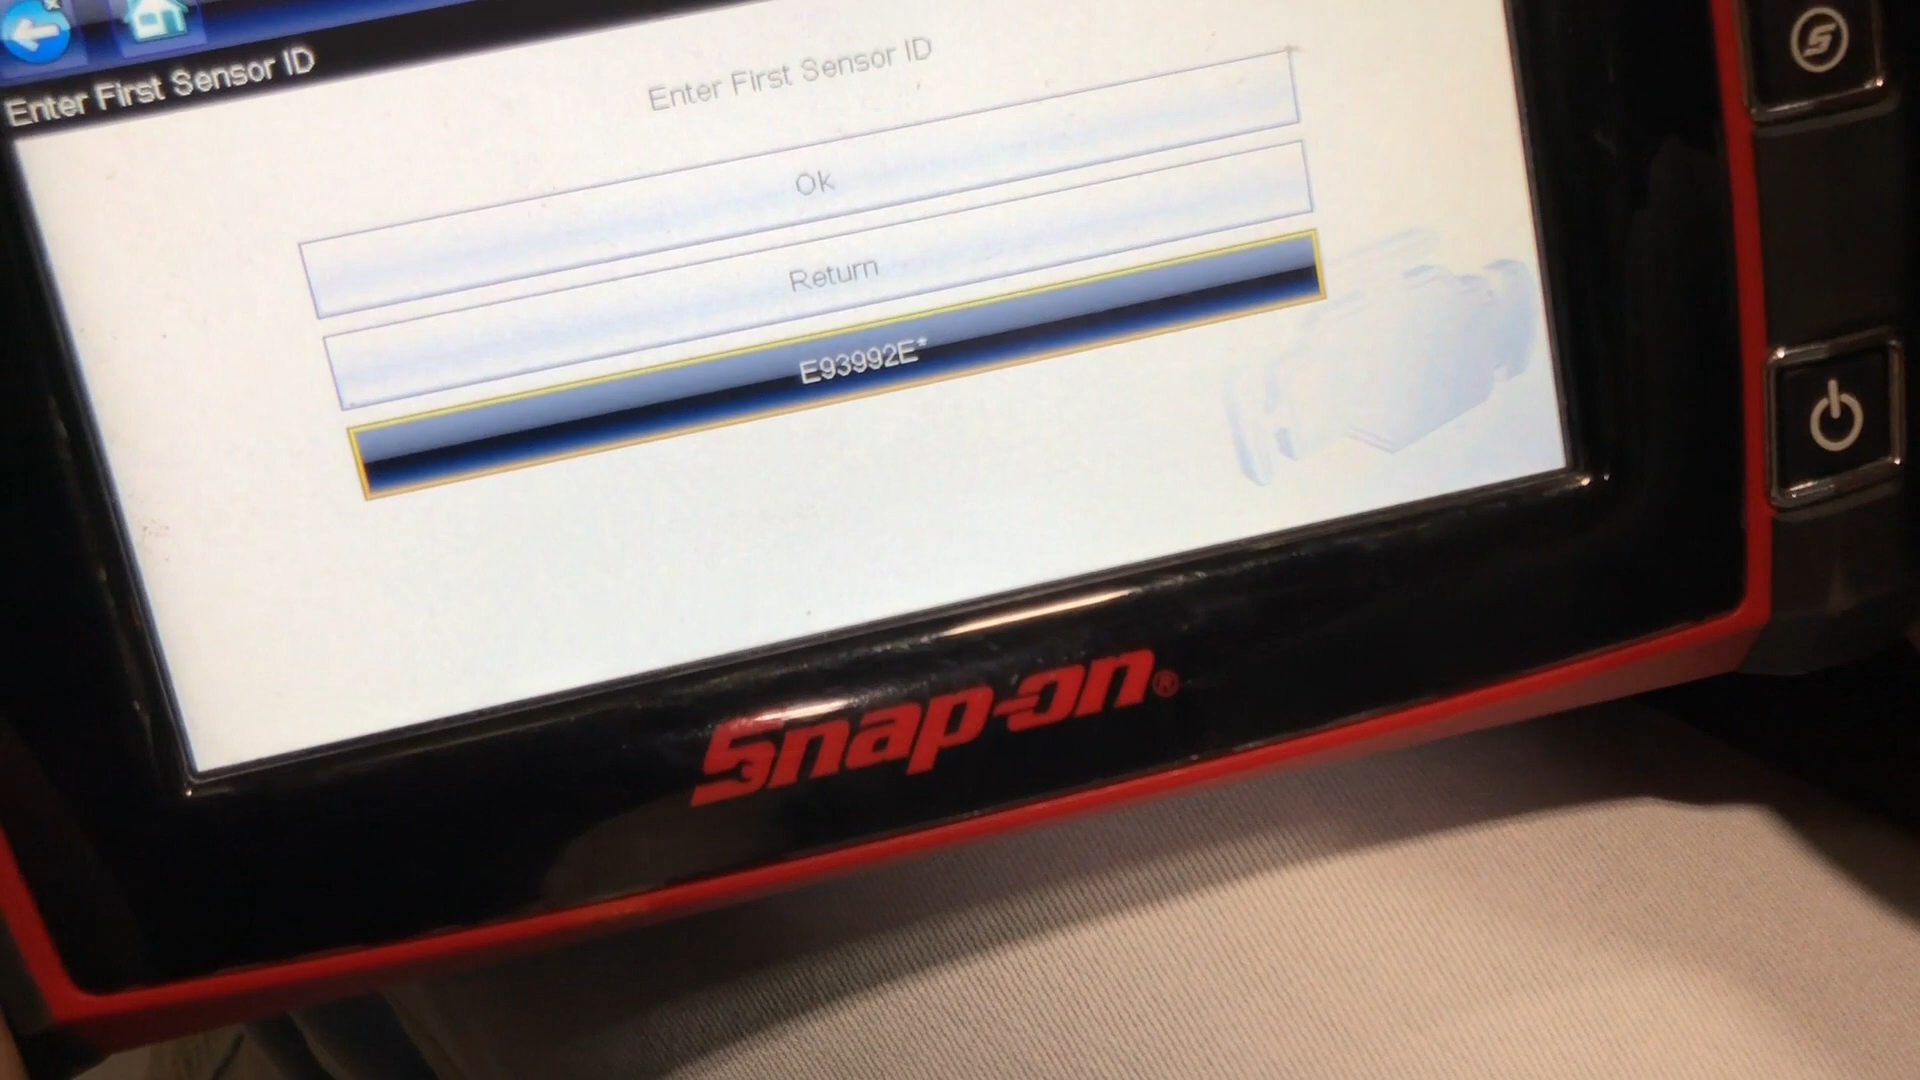 Enter First Sensor ID
Enter First Sensor ID
Ok
Return
E93992E*
Snap-on®